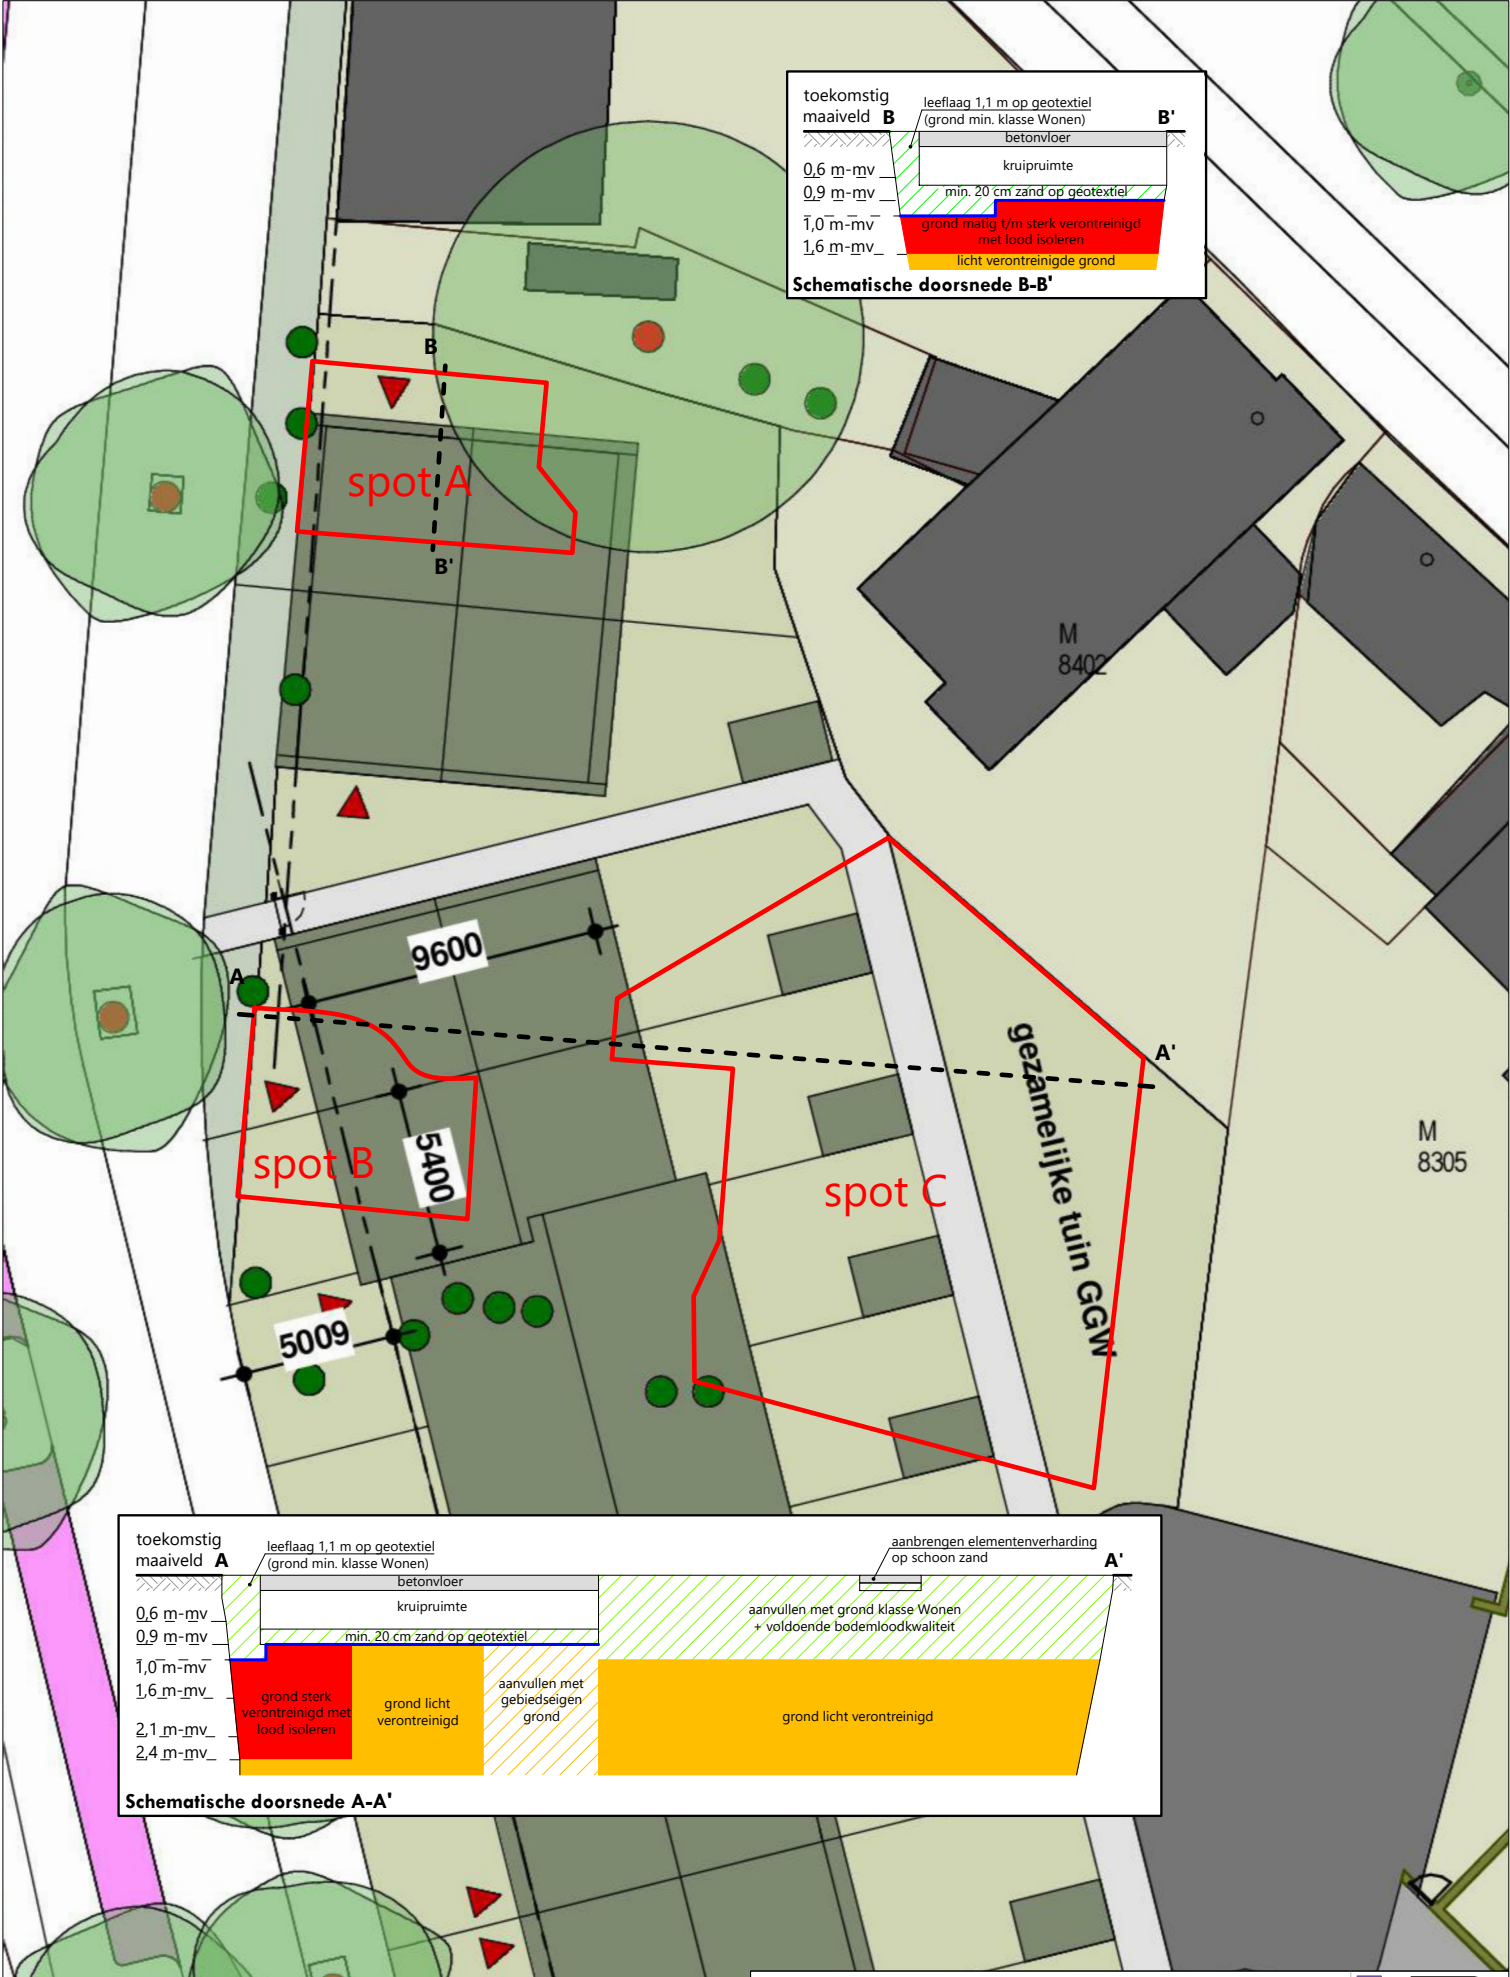 toekomstig
maaiveld B
leeflaag 1,1 m op geotextiel
(grond min. klasse Wonen)
B'
betonvloer
kruipruimte
0,6 m-mv
0,9 m-mv
min. 20 cm zand op geotextiel
1,0 m-mv
grond matig t/m sterk verontreinigd
met lood isoleren
1,6 m-mv
licht verontreinigde grond
Schematische doorsnede B-B'
B
spot A
B'
M
8402
9600
A
A'
gezamelijke tuin GGW
M
8305
spot B
5400
spot C
5009
toekomstig
maaiveld A
leeflaag 1,1 m op geotextiel
(grond min. klasse Wonen)
aanbrengen elementenverharding
op schoon zand
A'
betonvloer
kruipruimte
0,6 m-mv
0,9 m-mv
min. 20 cm zand op geotextiel
aanvullen met grond klasse Wonen
+ voldoende bodemloodkwaliteit
1,0 m-mv
1,6 m-mv
2,1 m-mv
2,4 m-mv
grond sterk
verontreinigd met
lood isoleren
grond licht
verontreinigd
aanvullen met
gebiedseigen
grond
grond licht verontreinigd
Schematische doorsnede A-A'